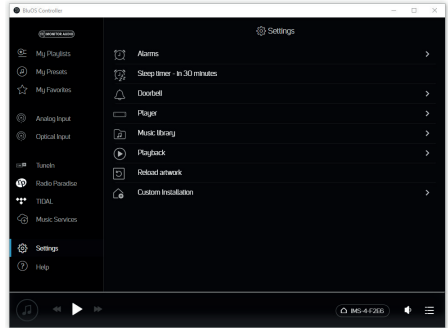 BluOS Controller
MONITOR AUDIO
Settings
My Playlists
My Presets
My Favorites
Analog Input
Optical Input
TuneIn
Radio Paradise
TIDAL
Music Services
Settings
Help
Alarms
Sleep timer - In 30 minutes
Doorbell
Player
Music library
Playback
Reload artwork
Custom Installation
IMS-4-F2E6